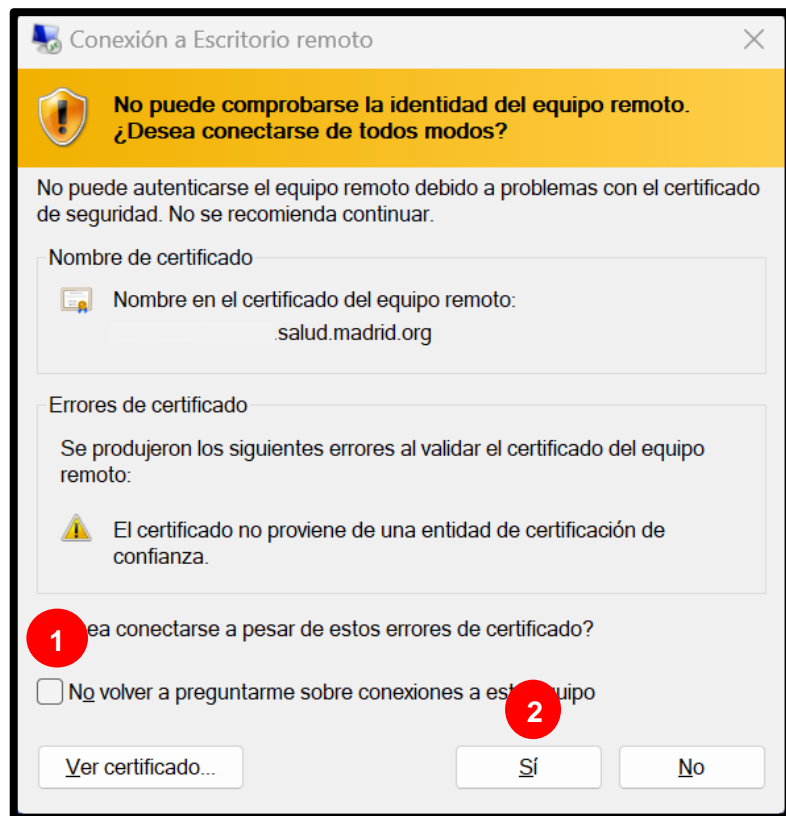 Conexión a Escritorio remoto
No puede comprobarse la identidad del equipo remoto.
¿Desea conectarse de todos modos?
No puede autenticarse el equipo remoto debido a problemas con el certificado
de seguridad. No se recomienda continuar.
Nombre de certificado
Nombre en el certificado del equipo remoto:
.salud.madrid.org
Errores de certificado
Se produjeron los siguientes errores al validar el certificado del equipo
remoto:
El certificado no proviene de una entidad de certificación de
confianza.
1
ea conectarse a pesar de estos errores de certificado?
No volver a preguntarme sobre conexiones a est uipo
2
Ver certificado... Sí No